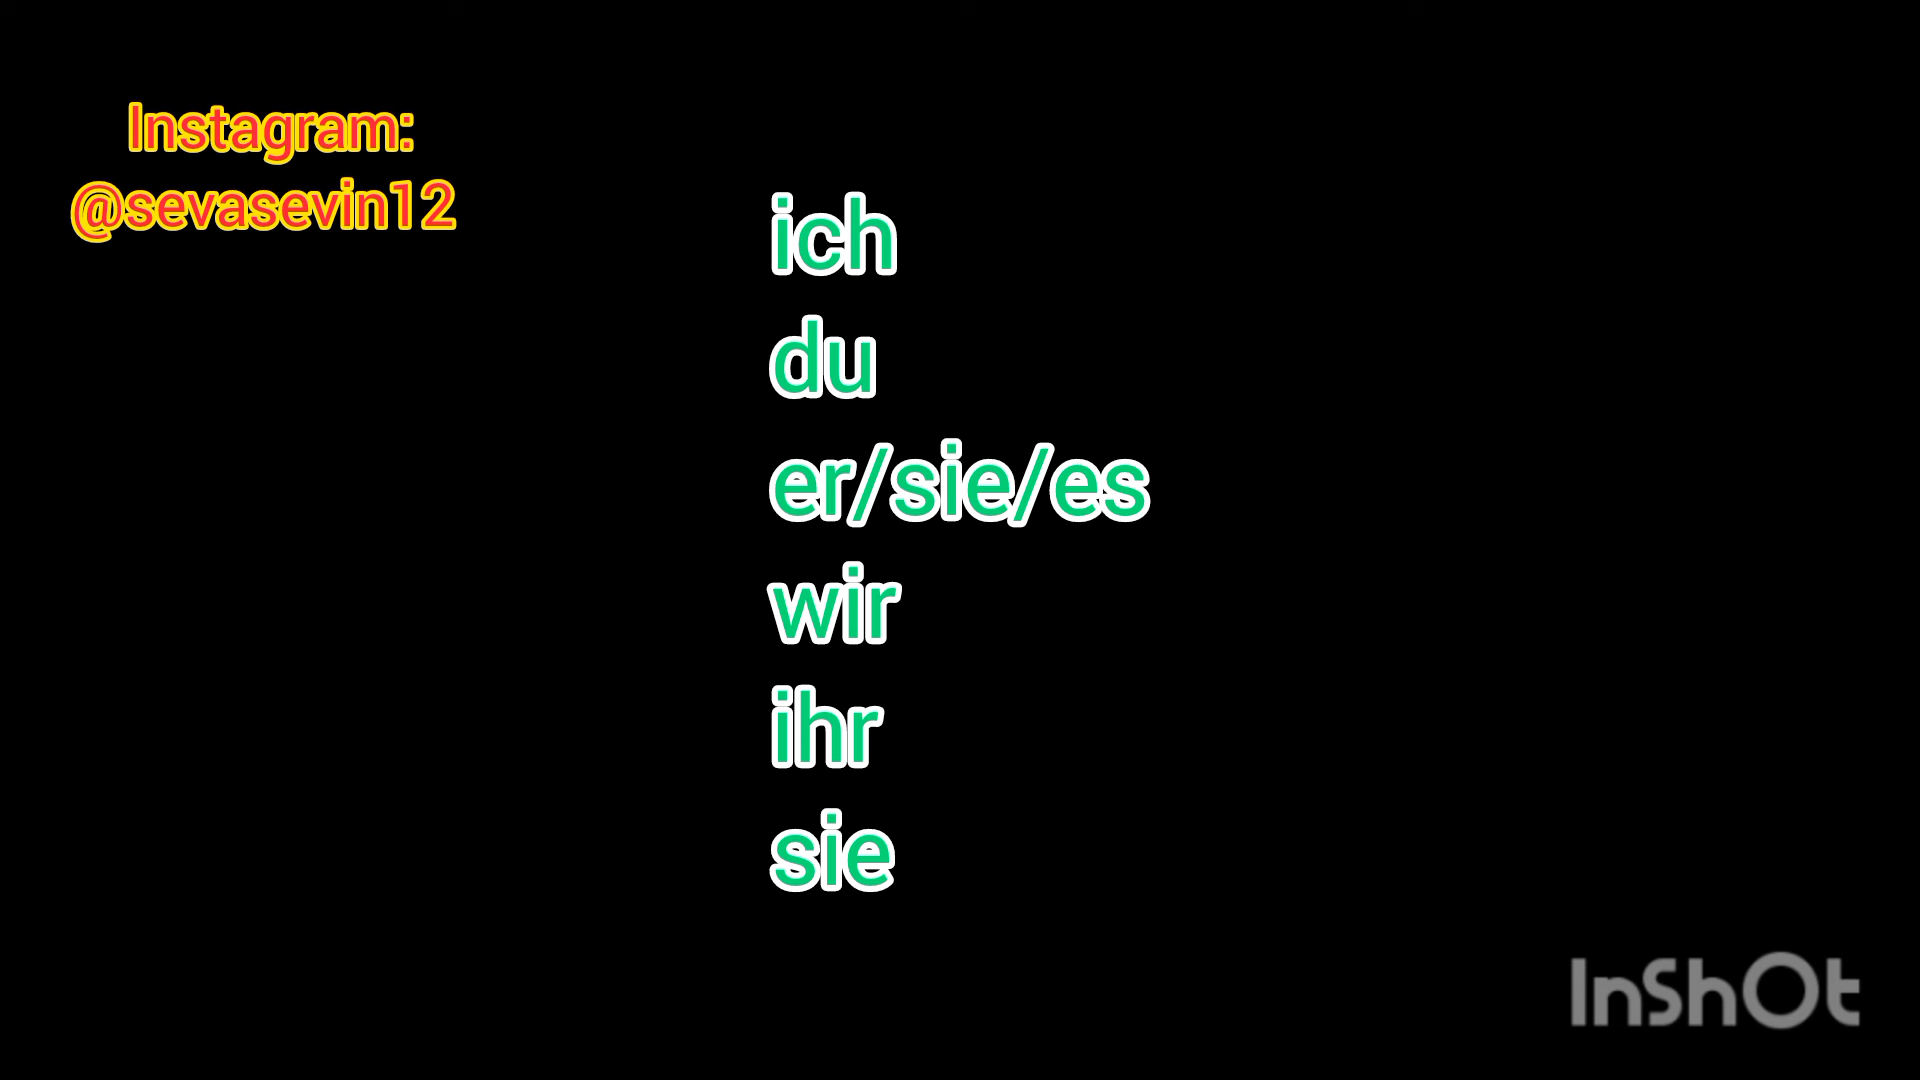 Instagram:
@sevasevin12
ich
du
er/sie/es
wir
ihr
sie
InShOt